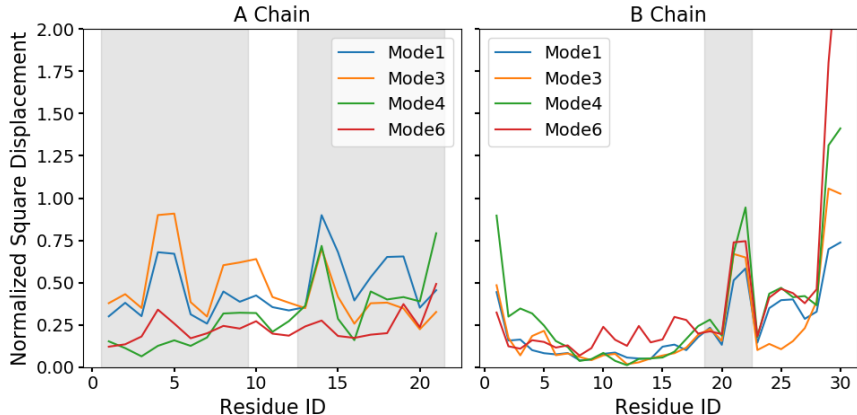 A Chain
B Chain
Normalized Square Displacement
2.00
1.75
1.50
1.25
1.00
0.75
0.50
0.25
0.00
Mode1
Mode3
Mode4
Mode6
Mode1
Mode3
Mode4
Mode6
0 5 10 15 20
0 5 10 15 20 25 30
Residue ID
Residue ID